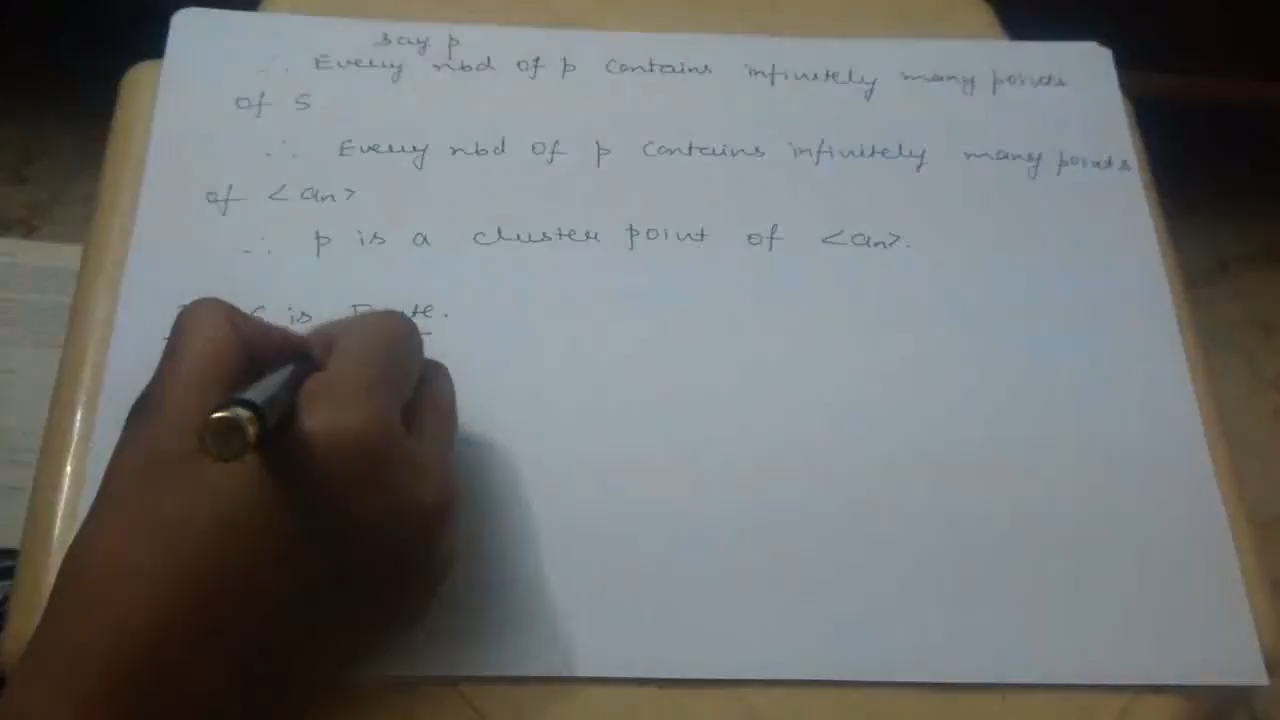 say p
∴ Every nbd of p contains infinitely many points
of S
∴ Every nbd of p contains infinitely many points
of <an>
∴ p is a cluster point of <an>.
S is